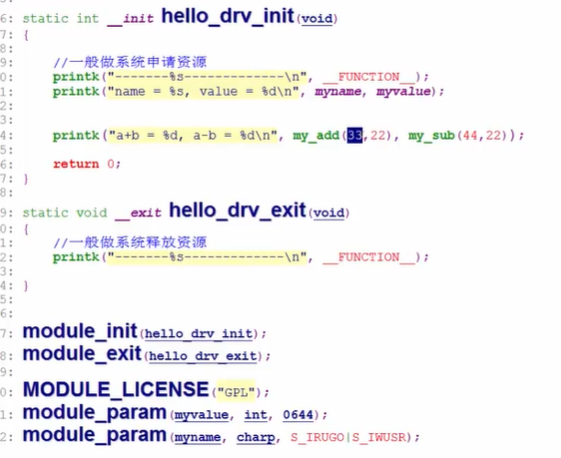 6: static int __init hello_drv_init(void)
7: {
8:
9: //一般做系统申请资源
0: printk("-------%s-------------\n", __FUNCTION__);
1: printk("name = %s, value = %d\n", myname, myvalue);
2:
3:
4: printk("a+b = %d, a-b = %d\n", my_add(33,22), my_sub(44,22));
5:
6: return 0;
7: }
8:
9: static void __exit hello_drv_exit(void)
0: {
1: //一般做系统释放资源
2: printk("-------%s-------------\n", __FUNCTION__);
3:
4: }
5:
6:
7: module_init(hello_drv_init);
8: module_exit(hello_drv_exit);
9:
0: MODULE_LICENSE("GPL");
1: module_param(myvalue, int, 0644);
2: module_param(myname, charp, S_IRUGO|S_IWUSR);